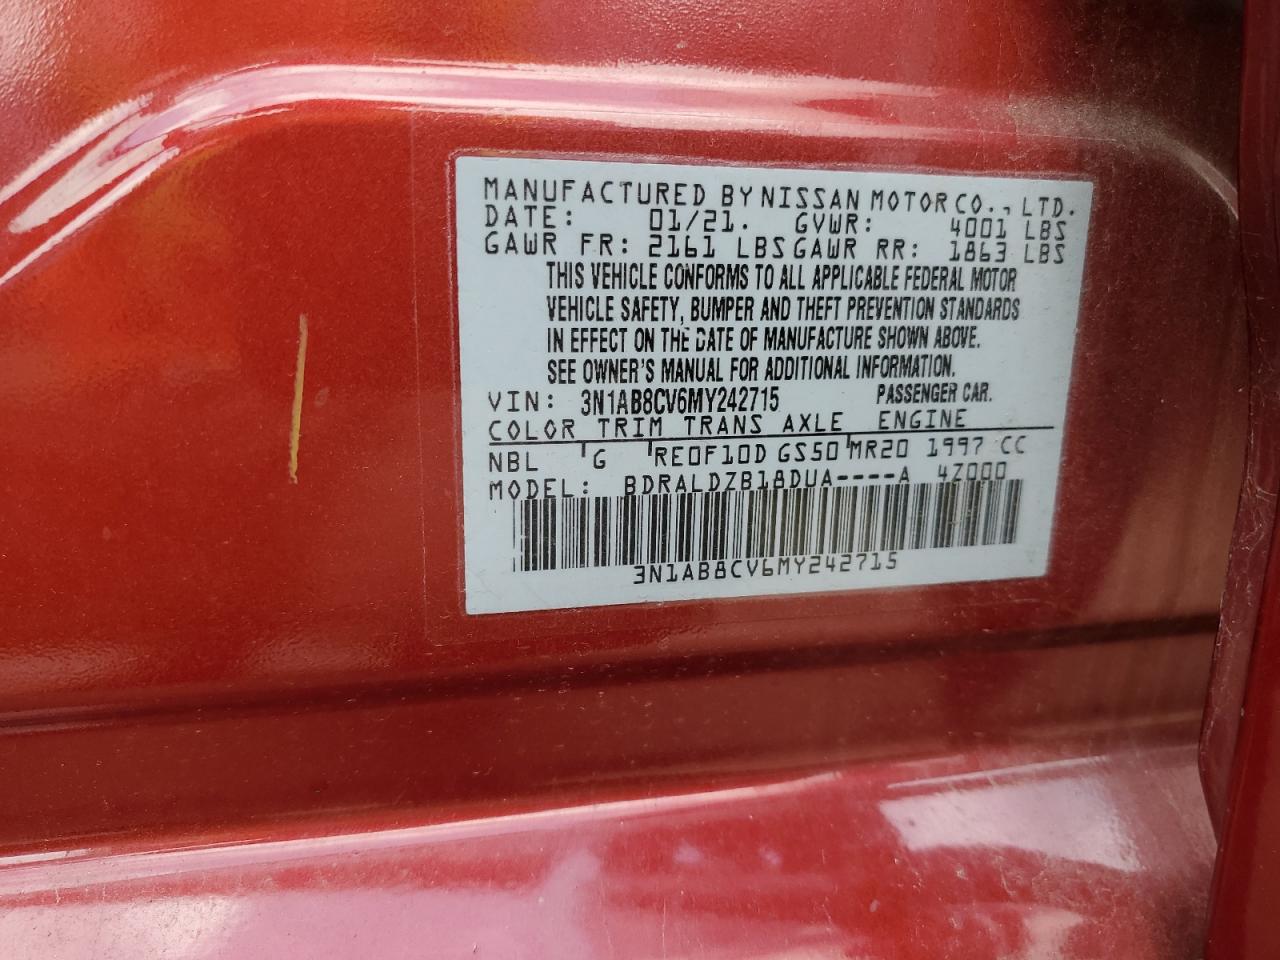 MANUFACTURED BY NISSAN MOTOR CO., LTD.
DATE: 01/21. GVWR: 4001 LBS
GAWR FR: 2161 LBS GAWR RR: 1863 LBS
THIS VEHICLE CONFORMS TO ALL APPLICABLE FEDERAL MOTOR
VEHICLE SAFETY, BUMPER AND THEFT PREVENTION STANDARDS
IN EFFECT ON THE DATE OF MANUFACTURE SHOWN ABOVE.
SEE OWNER'S MANUAL FOR ADDITIONAL INFORMATION.
VIN: 3N1AB8CV6MY242715 PASSENGER CAR.
COLOR TRIM TRANS AXLE ENGINE
NBL G RE0F10D GS50 MR20 1997 CC
MODEL: BDRALDZB18DUA----A 4Z000
3N1AB8CV6MY242715